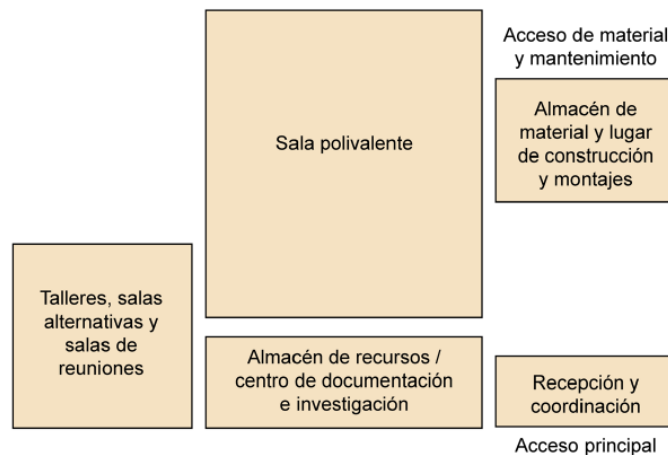 Sala polivalente
Acceso de material
y mantenimiento
Almacén de
material y lugar
de construcción
y montajes
Talleres, salas
alternativas y
salas de
reuniones
Almacén de recursos /
centro de documentación
e investigación
Recepción y
coordinación
Acceso principal